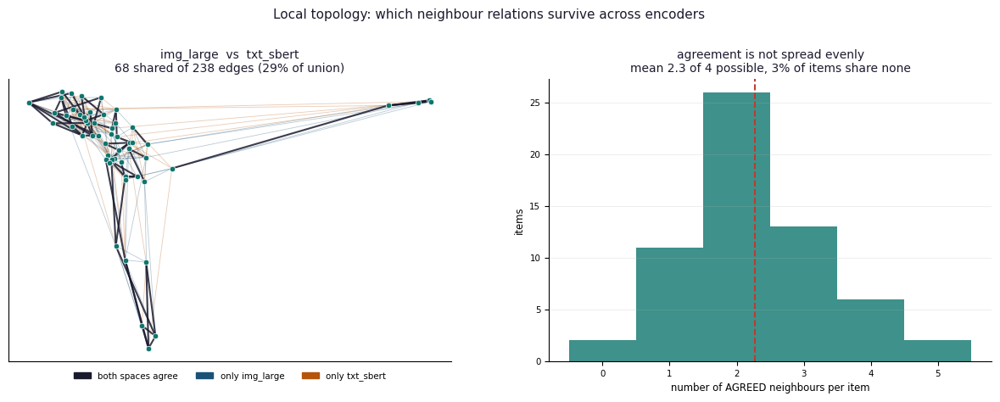 Local topology: which neighbour relations survive across encoders
img_large  vs  txt_sbert
68 shared of 238 edges (29% of union)
both spaces agree
only img_large
only txt_sbert
agreement is not spread evenly
mean 2.3 of 4 possible, 3% of items share none
items
25
20
15
10
5
0
0 1 2 3 4 5
number of AGREED neighbours per item